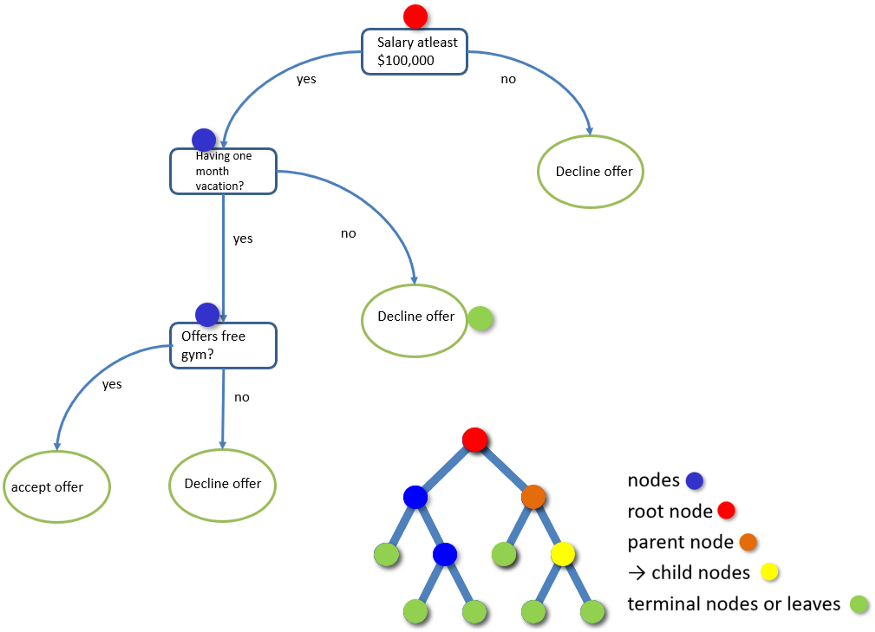 Salary atleast
$100,000
yes
no
Having one
month
vacation?
Decline offer
yes
no
Decline offer
Offers free
gym?
yes
no
accept offer
Decline offer
nodes
root node
parent node
→ child nodes
terminal nodes or leaves